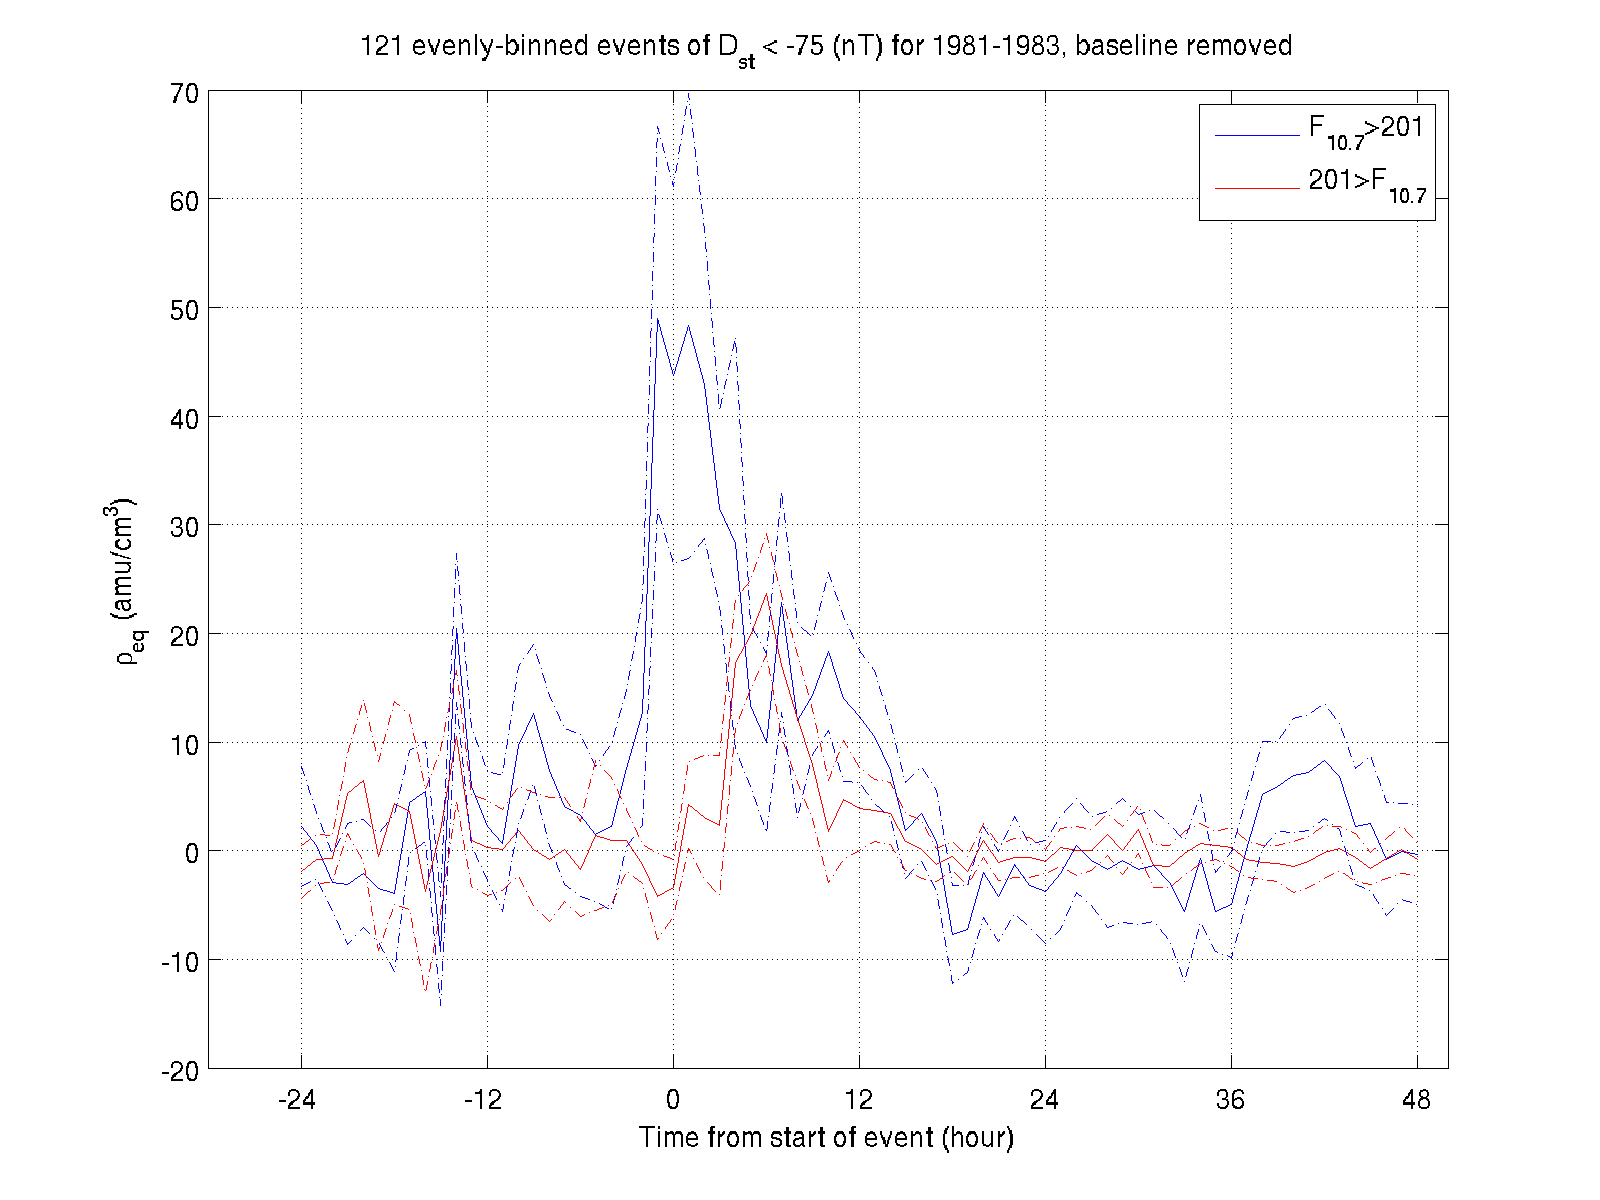 121 evenly-binned events of Dst < -75 (nT) for 1981-1983, baseline removed
F10.7>201
201>F10.7
70
60
50
40
30
20
10
0
-10
-20
ρeq (amu/cm³)
-24 -12 0 12 24 36 48
Time from start of event (hour)